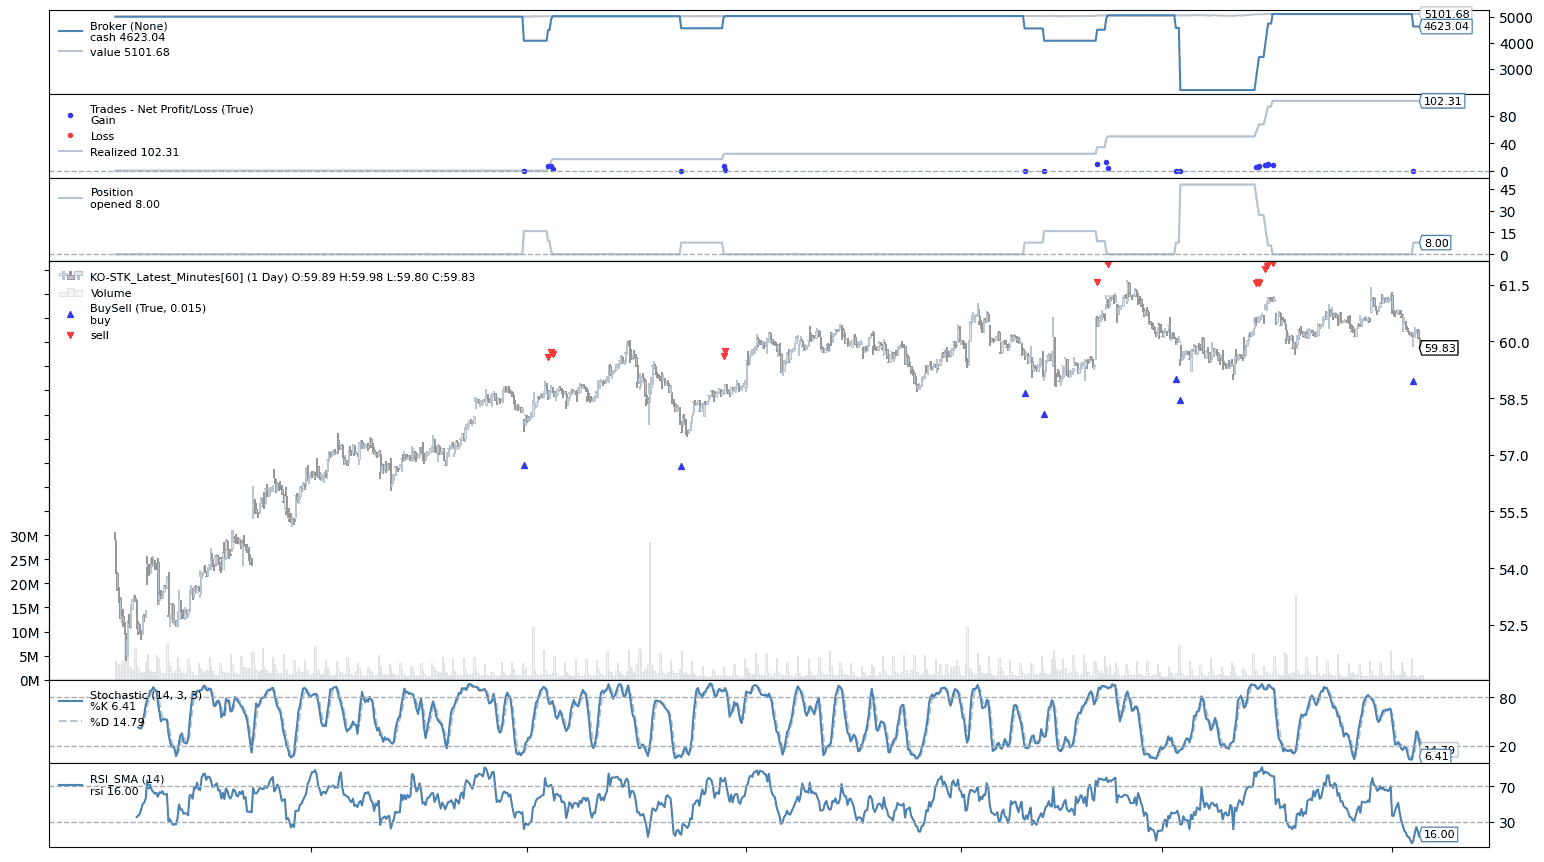 Broker (None)
cash 4623.04
value 5101.68
5101.68
4623.04
5000
4000
3000
Trades - Net Profit/Loss (True)
Gain
Loss
Realized 102.31
102.31
80
40
0
Position
opened 8.00
45
30
15
8.00
0
KO-STK_Latest_Minutes[60] (1 Day) O:59.89 H:59.98 L:59.80 C:59.83
Volume
BuySell (True, 0.015)
buy
sell
61.5
60.0
59.83
58.5
57.0
55.5
54.0
52.5
30M
25M
20M
15M
10M
5M
0M
Stochastic (14, 3, 3)
%K 6.41
%D 14.79
80
20
14.79
6.41
RSI_SMA (14)
rsi 16.00
70
30
16.00